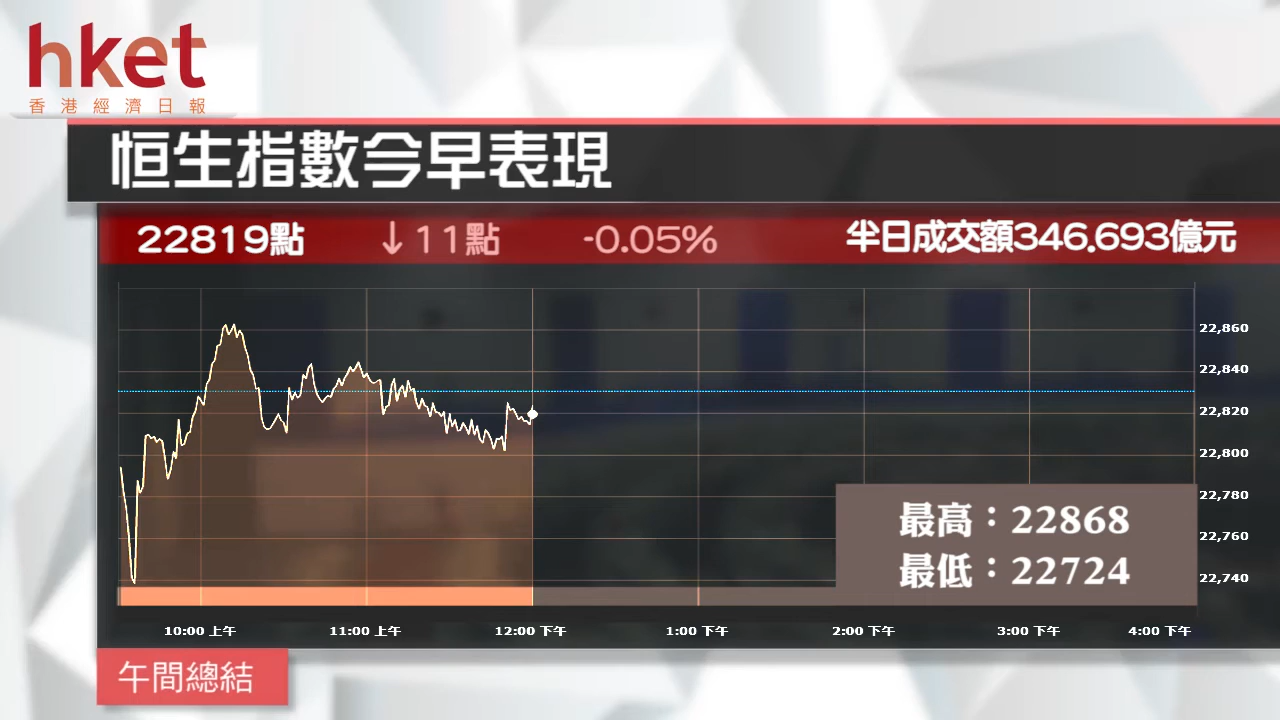 hket
香港經濟日報
恒生指數今早表現
22819點 ↓11點 -0.05% 半日成交額346.693億元
22,860
22,840
22,820
22,800
22,780
22,760
22,740
最高：22868
最低：22724
10:00 上午 11:00 上午 12:00 下午 1:00 下午 2:00 下午 3:00 下午 4:00 下午
午間總結